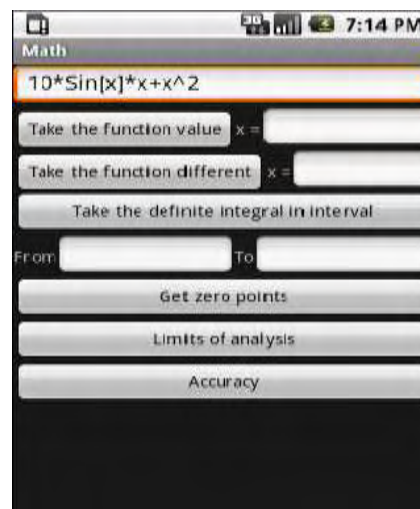 3G
7:14 PM
Math
10*Sin[x]*x+x^2
Take the function value x =
Take the function different x =
Take the definite integral in interval
From To
Get zero points
Limits of analysis
Accuracy